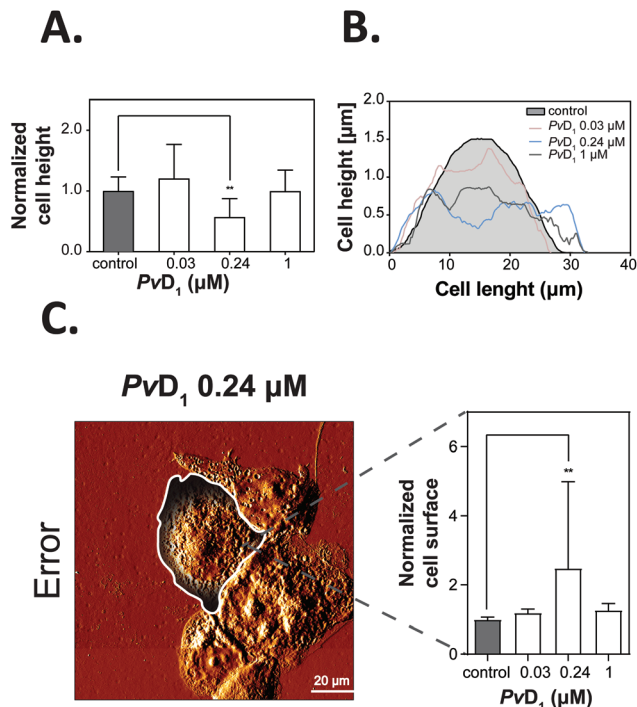 A.
Normalized
cell height
2.0
1.0
0.0
**
control
0.03
0.24
1
PvD1 (µM)
B.
Cell height [µm]
2.0
1.5
1.0
0.5
0.0
control
PvD1 0.03 µM
PvD1 0.24 µM
PvD1 1 µM
0
10
20
30
40
Cell lenght (µm)
C.
PvD1 0.24 µM
Error
20 µm
Normalized
cell surface
6
4
2
0
**
control
0.03
0.24
1
PvD1 (µM)